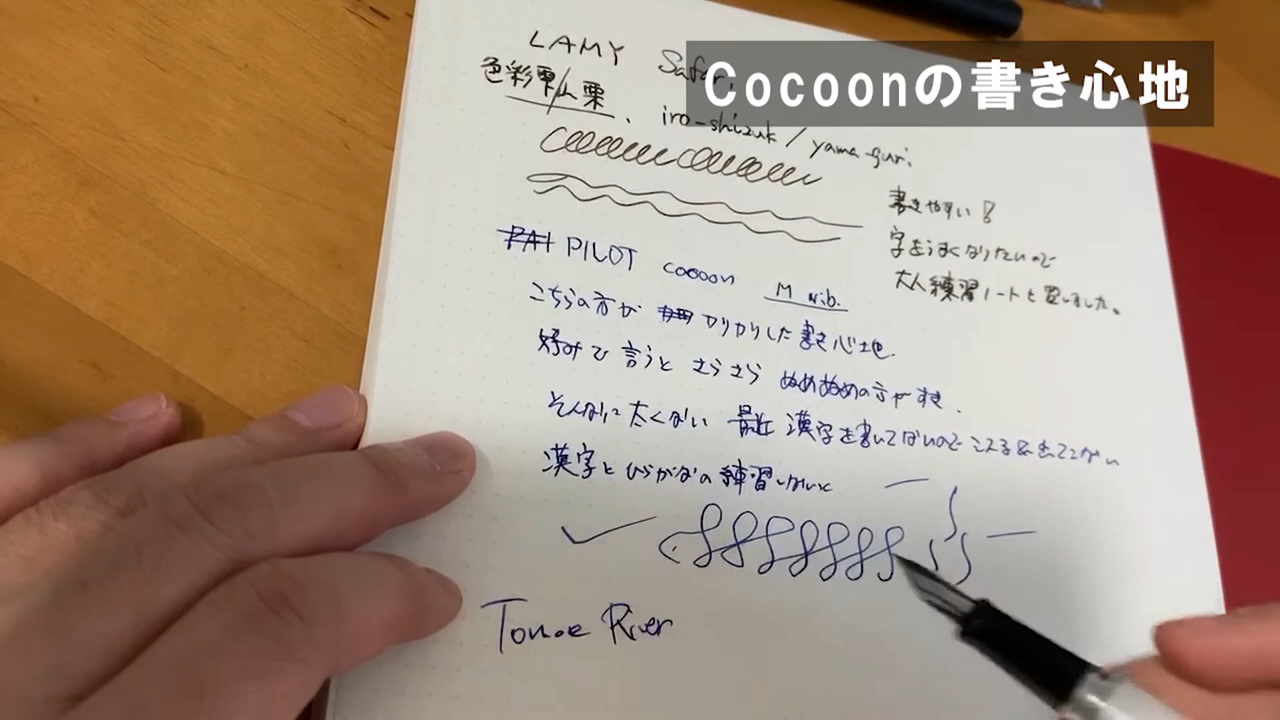 Cocoonの書き心地
LAMY Safari
色彩雫/山栗
iro-shizuk/yama-guri.
書きやすい!
字をうまくなりたいので
大人練習ノートを買いました。
PILOT cocoon M nib.
こちらの方が カリカリした書き心地.
好みで言うと さらさら ぬめぬめの方が好き.
そんなに太くない 最近 漢字を書いてないので
漢字とひらがなの練習しないと
Tomoe River